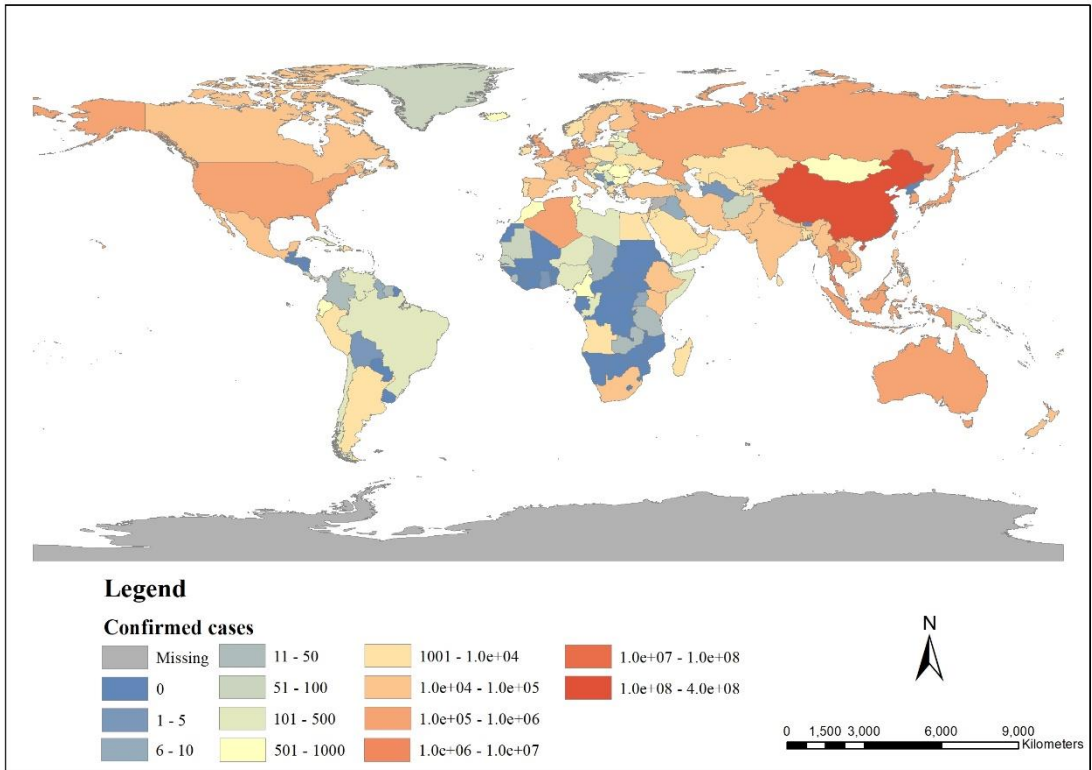 Legend
Confirmed cases
Missing
0
1 - 5
6 - 10
11 - 50
51 - 100
101 - 500
501 - 1000
1001 - 1.0e+04
1.0e+04 - 1.0e+05
1.0e+05 - 1.0e+06
1.0e+06 - 1.0e+07
1.0e+07 - 1.0e+08
1.0e+08 - 4.0e+08
N
0 1,500 3,000 6,000 9,000
Kilometers